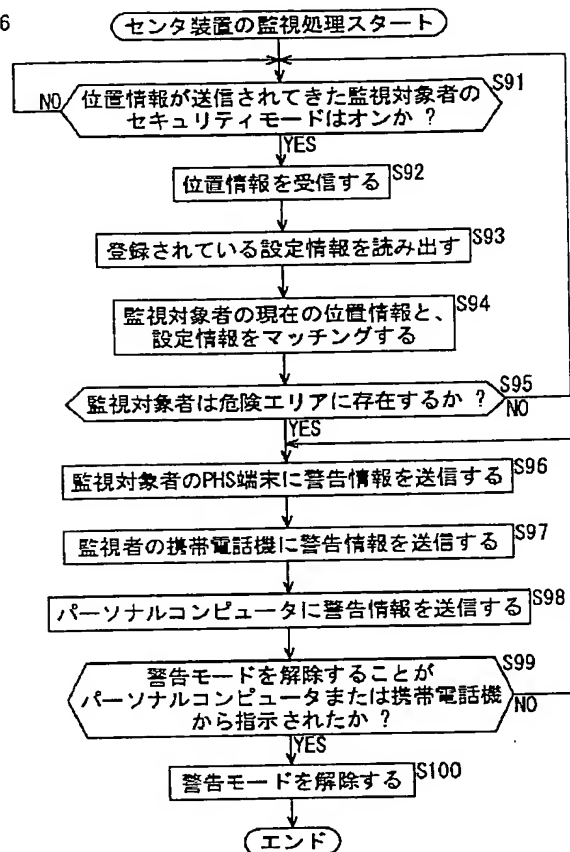 6
センタ装置の監視処理スタート
S91
位置情報が送信されてきた監視対象者の
NO
セキュリティモードはオンか ?
YES
位置情報を受信する
S92
登録されている設定情報を読み出す
S93
監視対象者の現在の位置情報と、
設定情報をマッチングする
S94
監視対象者は危険エリアに存在するか ?
S95
NO
YES
監視対象者のPHS端末に警告情報を送信する
S96
監視者の携帯電話機に警告情報を送信する
S97
パーソナルコンピュータに警告情報を送信する
S98
警告モードを解除することが
パーソナルコンピュータまたは携帯電話機
から指示されたか ?
S99
NO
YES
警告モードを解除する
S100
エンド